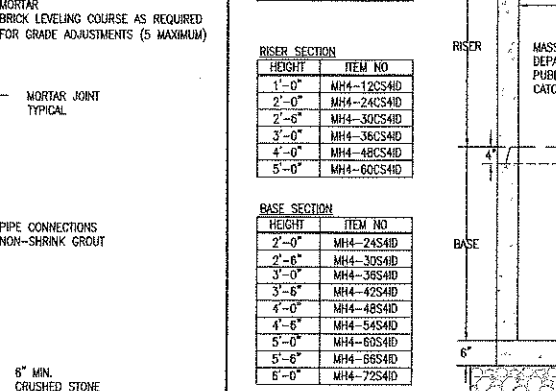 MORTAR
BRICK LEVELING COURSE AS REQUIRED
FOR GRADE ADJUSTMENTS (5 MAXIMUM)
MORTAR JOINT
TYPICAL
PIPE CONNECTIONS
NON-SHRINK GROUT
6" MIN.
CRUSHED STONE
RISER SECTION
HEIGHT ITEM NO
1'-0" MH4-12CS4ID
2'-0" MH4-24CS4ID
2'-6" MH4-30CS4ID
3'-0" MH4-36CS4ID
4'-0" MH4-48CS4ID
5'-0" MH4-60CS4ID
BASE SECTION
HEIGHT ITEM NO
2'-0" MH4-24S4ID
2'-6" MH4-30S4ID
3'-0" MH4-36S4ID
3'-6" MH4-42S4ID
4'-0" MH4-48S4ID
4'-6" MH4-54S4ID
5'-0" MH4-60S4ID
5'-6" MH4-66S4ID
6'-0" MH4-72S4ID
RISER
4"
BASE
6"
MASS
DEPA
PUBL
CATC